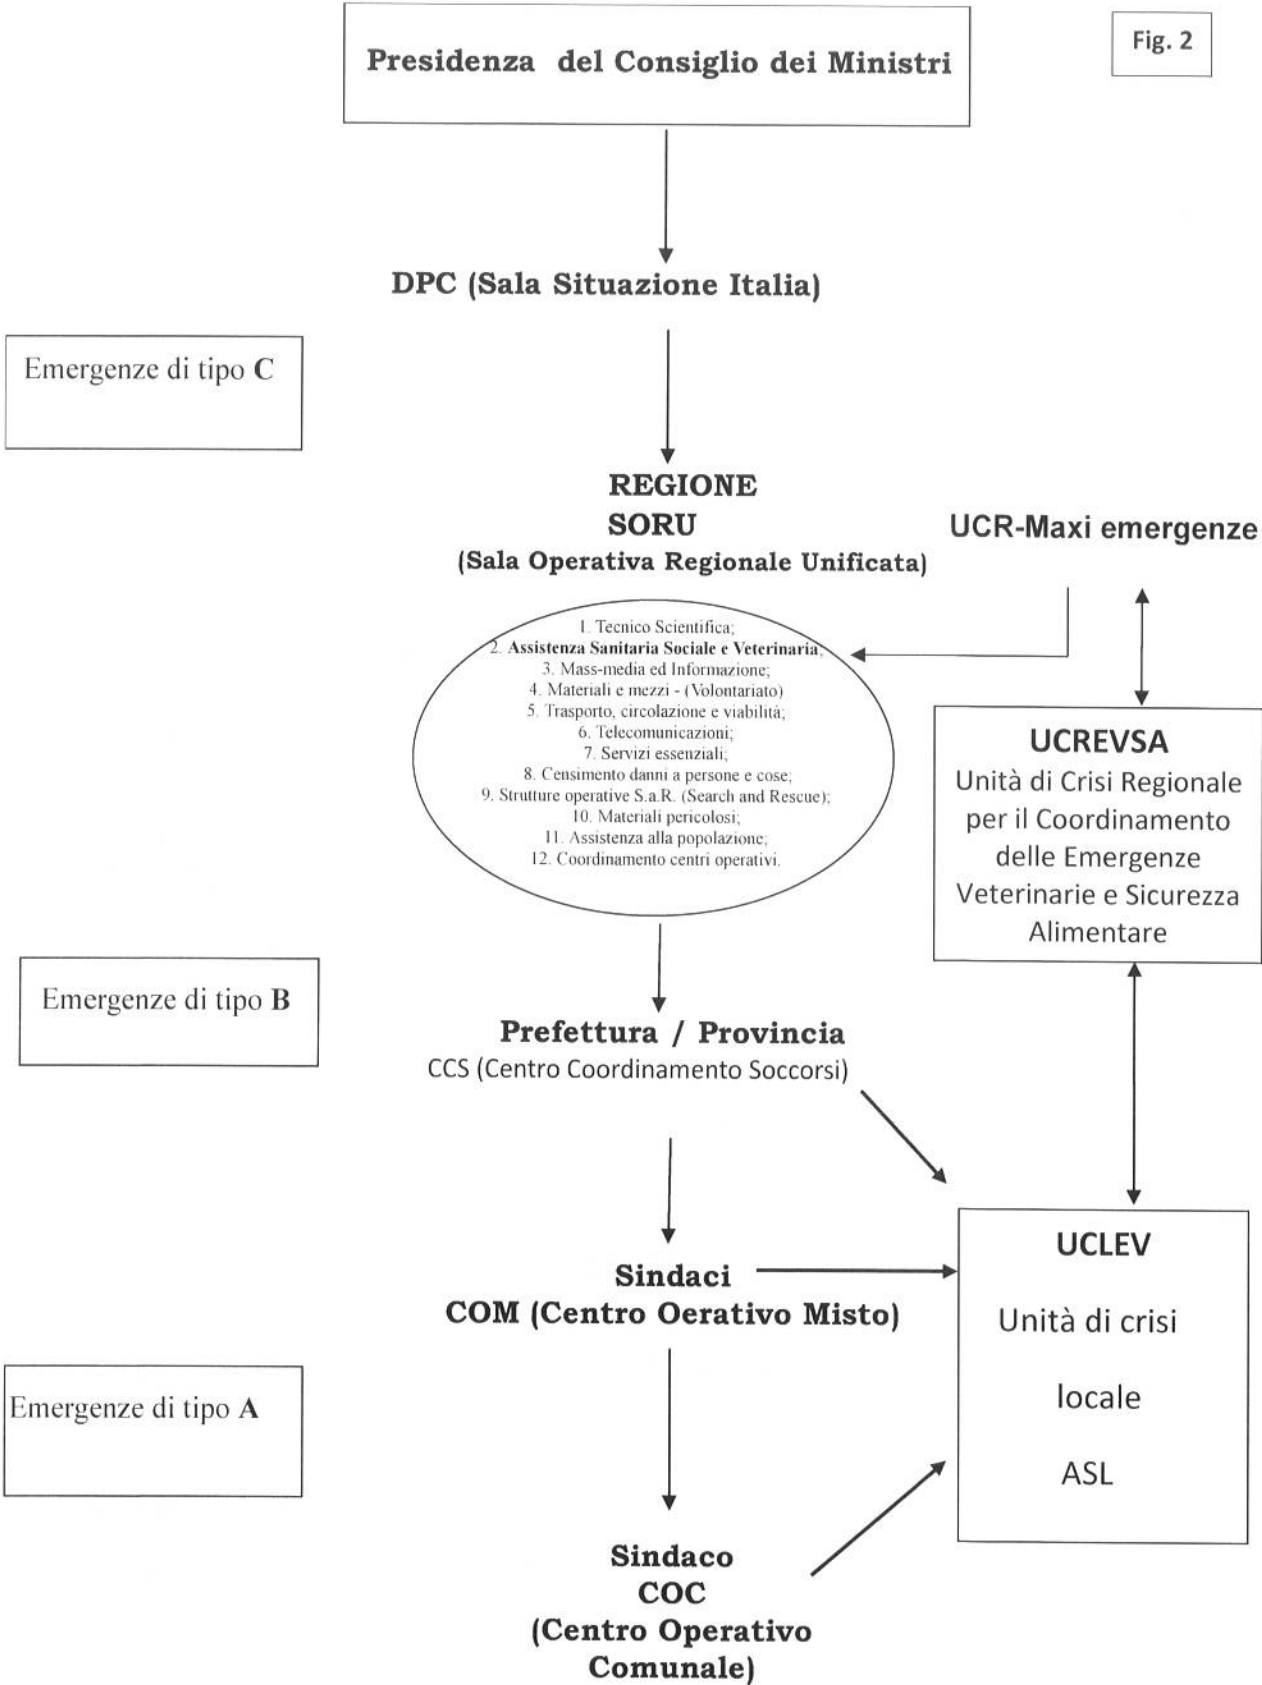 Presidenza del Consiglio dei Ministri
Fig. 2
DPC (Sala Situazione Italia)
Emergenze di tipo C
REGIONE
SORU
(Sala Operativa Regionale Unificata)
UCR-Maxi emergenze
1. Tecnico Scientifica;
2. Assistenza Sanitaria Sociale e Veterinaria;
3. Mass-media ed Informazione;
4. Materiali e mezzi - (Volontariato)
5. Trasporto, circolazione e viabilità;
6. Telecomunicazioni;
7. Servizi essenziali;
8. Censimento danni a persone e cose;
9. Strutture operative S.a.R. (Search and Rescue);
10. Materiali pericolosi;
11. Assistenza alla popolazione;
12. Coordinamento centri operativi.
UCREVSA
Unità di Crisi Regionale
per il Coordinamento
delle Emergenze
Veterinarie e Sicurezza
Alimentare
Emergenze di tipo B
Prefettura / Provincia
CCS (Centro Coordinamento Soccorsi)
Sindaci
COM (Centro Oerativo Misto)
UCLEV
Unità di crisi
locale
ASL
Emergenze di tipo A
Sindaco
COC
(Centro Operativo
Comunale)